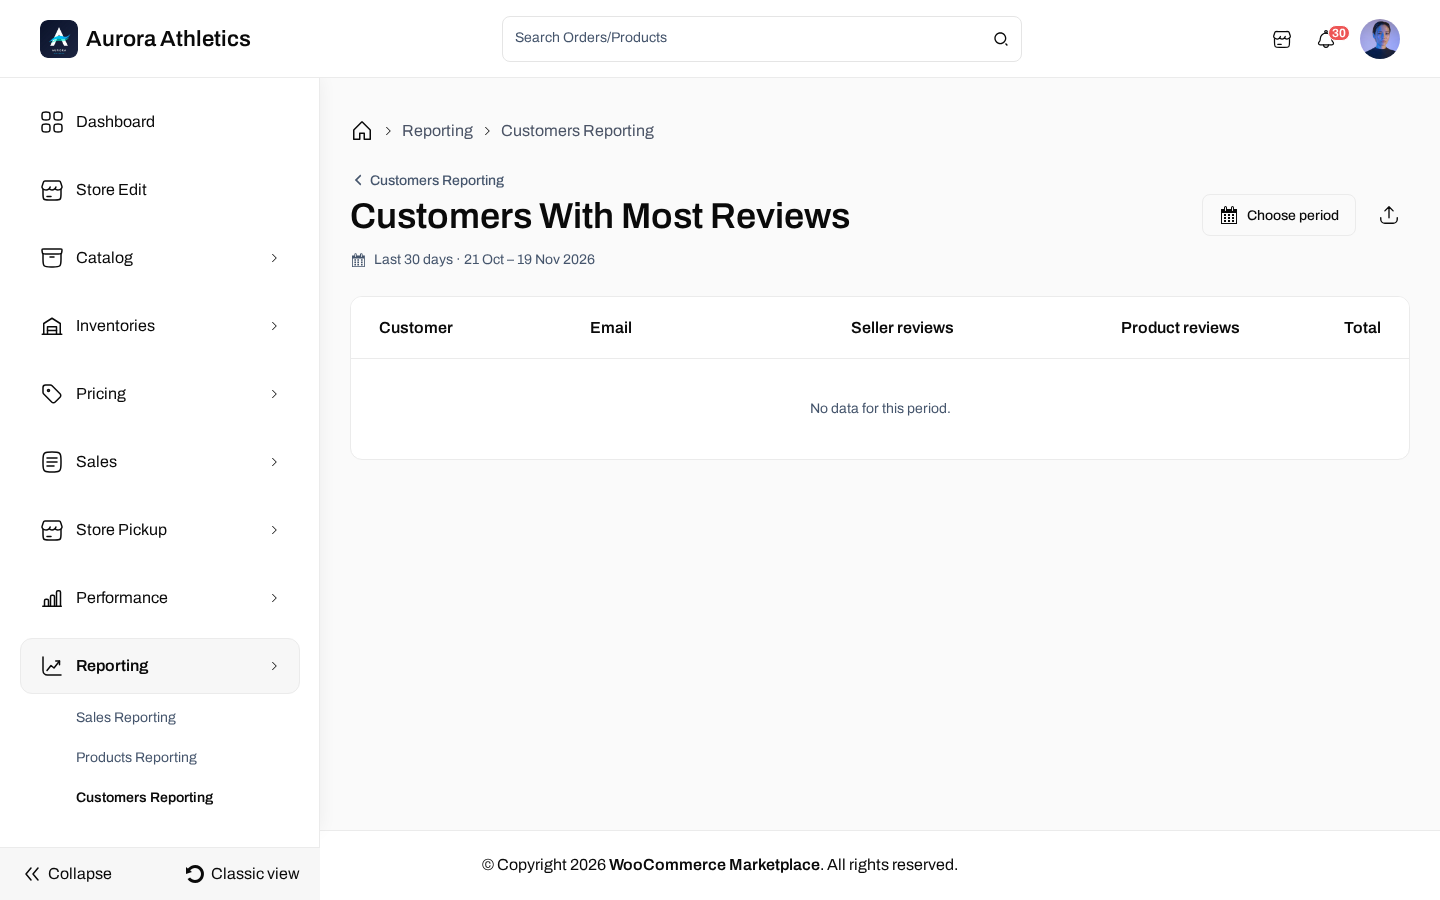 Aurora Athletics
Search Orders/Products
30
Dashboard
Store Edit
Catalog
Inventories
Pricing
Sales
Store Pickup
Performance
Reporting
Sales Reporting
Products Reporting
Customers Reporting
Collapse
Classic view
Reporting
Customers Reporting
Customers Reporting
Customers With Most Reviews
Choose period
Last 30 days · 21 Oct – 19 Nov 2026
Customer Email Seller reviews Product reviews Total
No data for this period.
© Copyright 2026 WooCommerce Marketplace. All rights reserved.